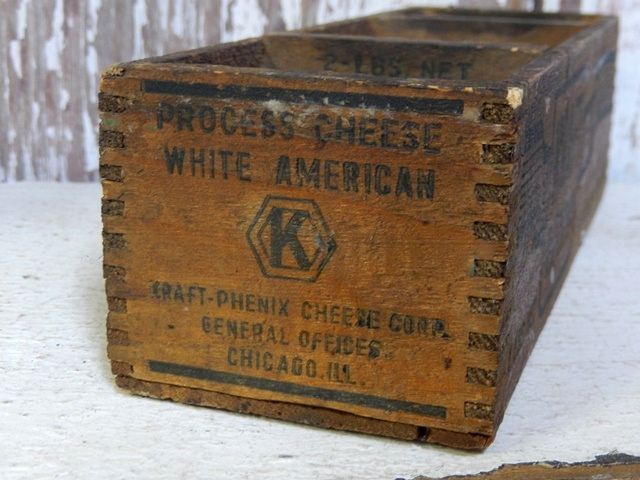 2-LBS. NET
PROCESS CHEESE
WHITE AMERICAN
K
KRAFT-PHENIX CHEESE CORP.
GENERAL OFFICES
CHICAGO.ILL.